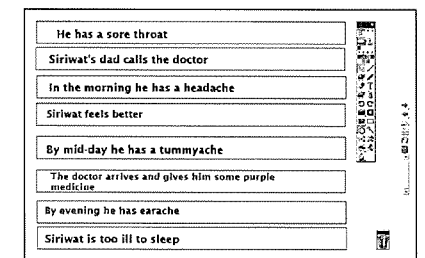 He has a sore throat
Siriwat's dad calls the doctor
In the morning he has a headache
Siriwat feels better
By mid-day he has a tummyache
The doctor arrives and gives him some purple
medicine
By evening he has earache
Siriwat is too ill to sleep